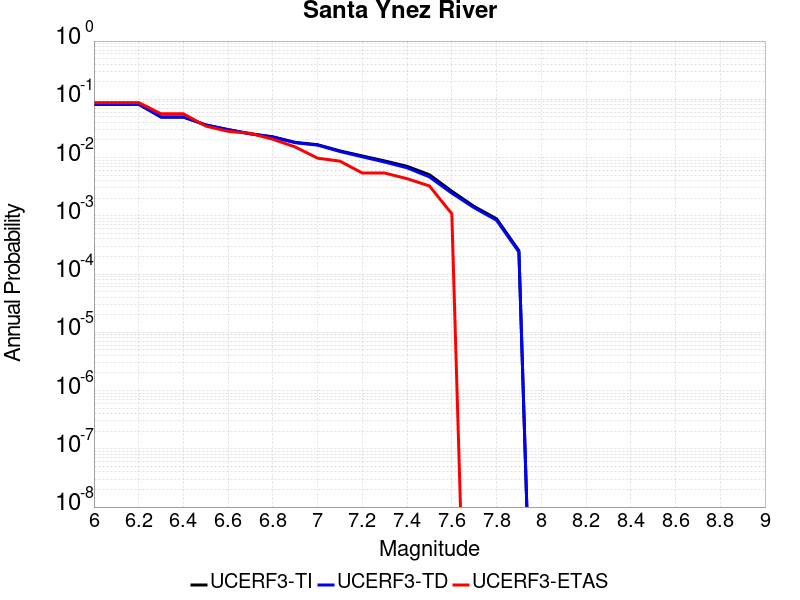 Santa Ynez River
10^0
10^-1
10^-2
10^-3
10^-4
10^-5
10^-6
10^-7
10^-8
Annual Probability
6 6.2 6.4 6.6 6.8 7 7.2 7.4 7.6 7.8 8 8.2 8.4 8.6 8.8 9
Magnitude
UCERF3-TI UCERF3-TD UCERF3-ETAS